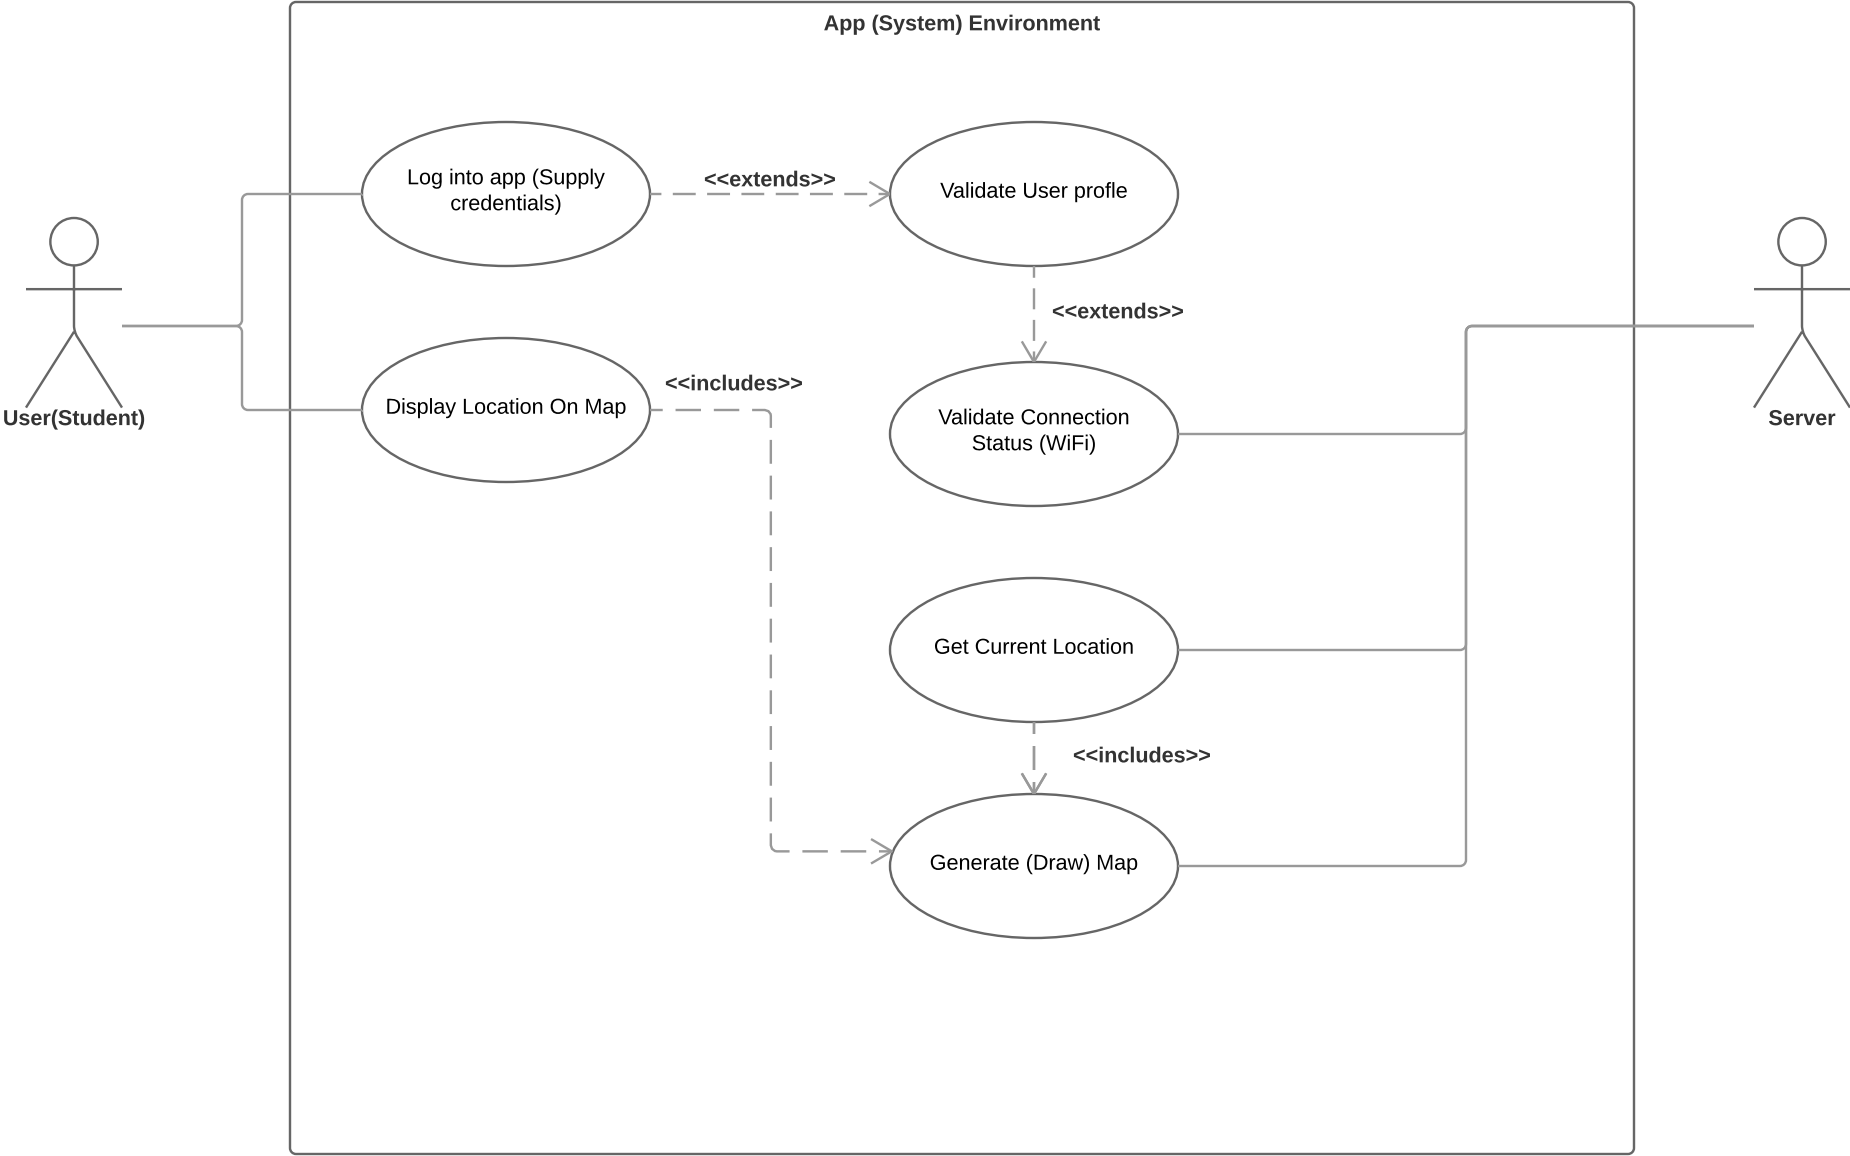 App (System) Environment
Log into app (Supply
credentials)
<<extends>>
Validate User profle
<<extends>>
User(Student)
Display Location On Map
<<includes>>
Validate Connection
Status (WiFi)
Server
Get Current Location
<<includes>>
Generate (Draw) Map